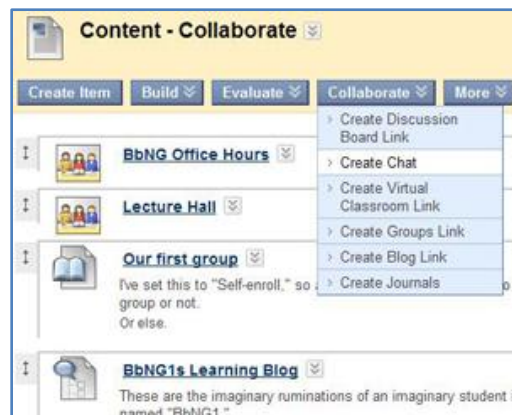 Content - Collaborate
Create Item Build Evaluate Collaborate More
Create Discussion
Board Link
Create Chat
Create Virtual
Classroom Link
Create Groups Link
Create Blog Link
Create Journals
BbNG Office Hours
Lecture Hall
Our first group
I've set this to "Self-enroll," so
group or not.
Or else.
BbNG1s Learning Blog
These are the imaginary ruminations of an imaginary student
named "BbNG1."